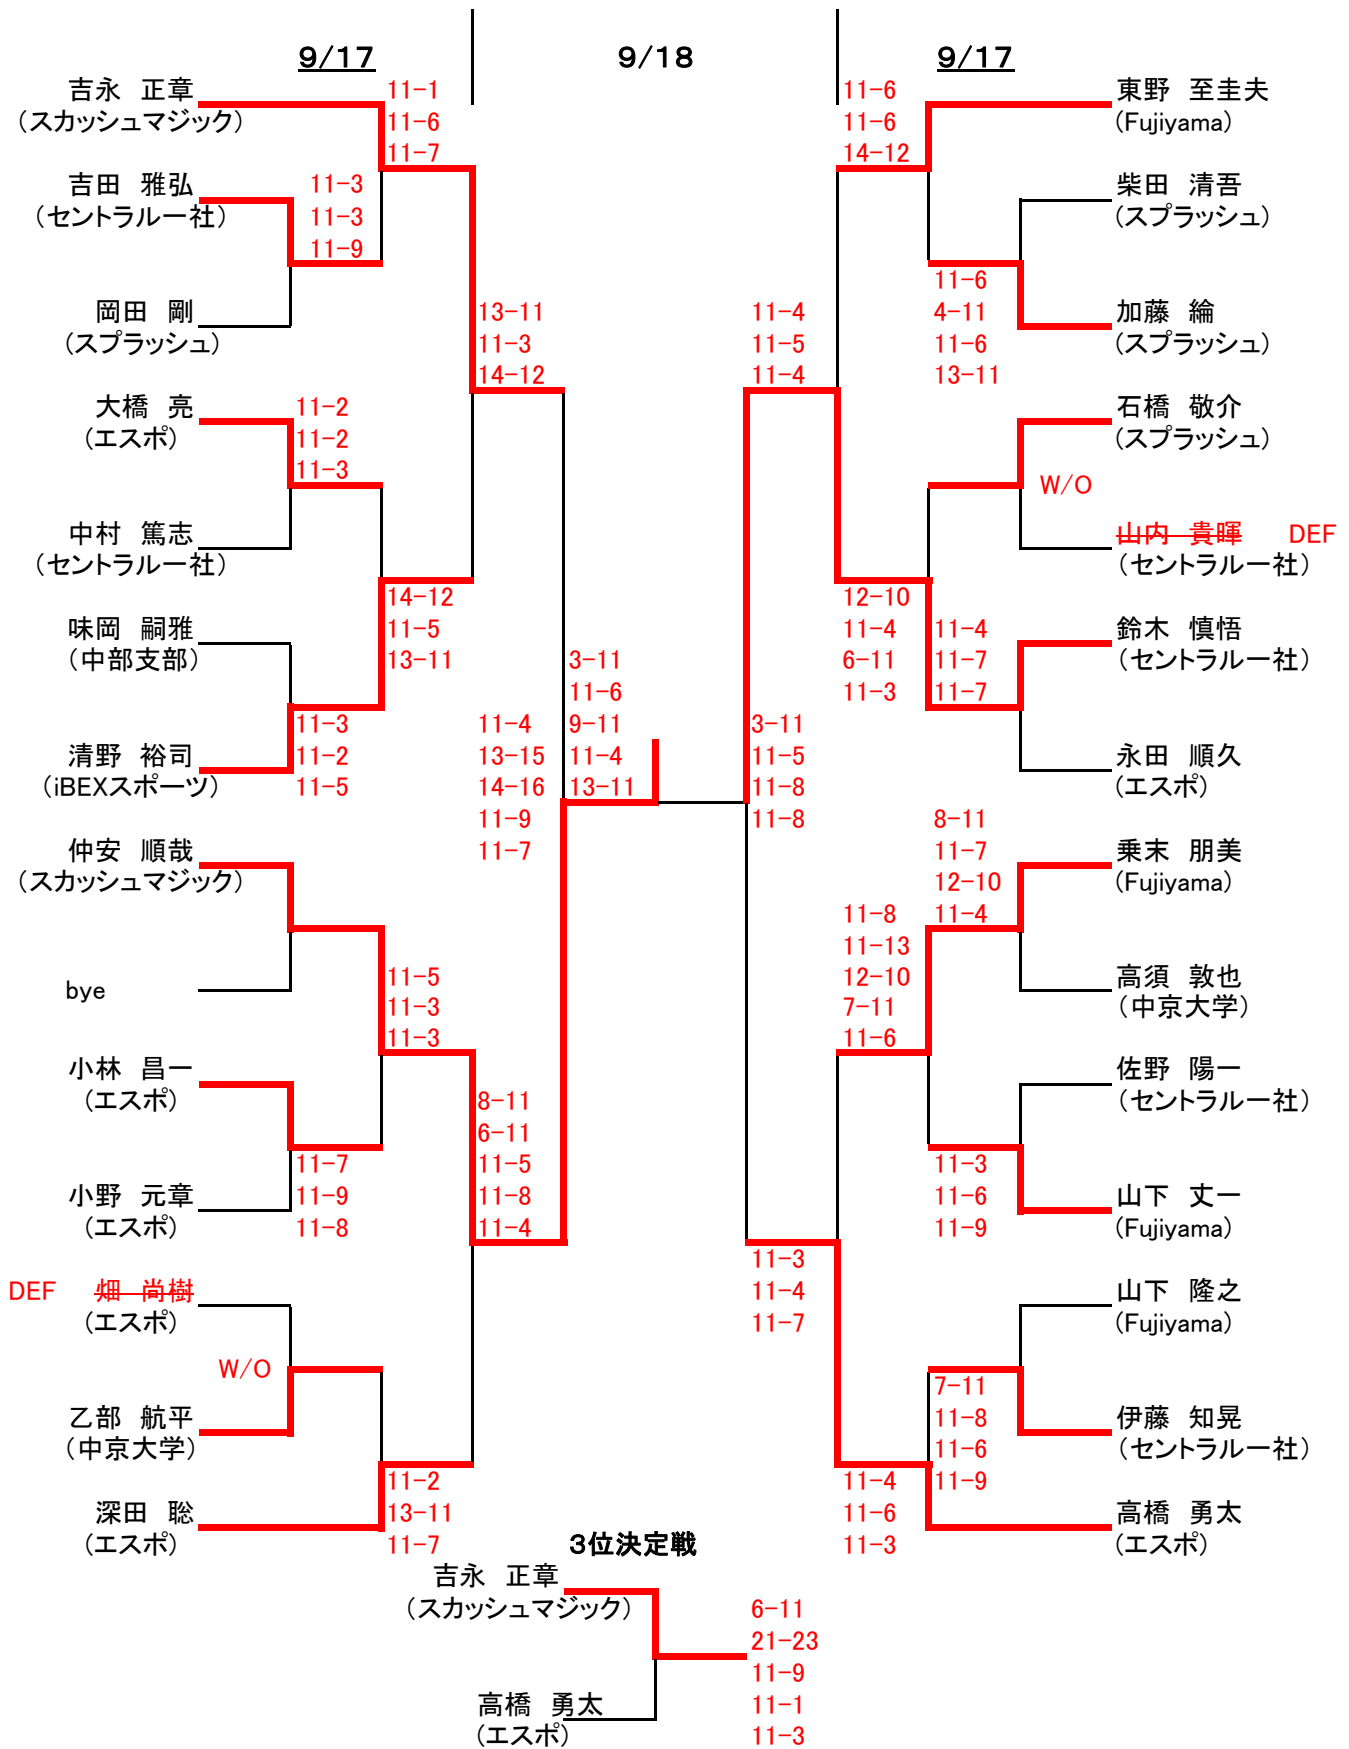 9/17
9/18
9/17
吉永 正章
(スカッシュマジック)
11-1
11-6
11-7
吉田 雅弘
(セントラル一社)
11-3
11-3
11-9
岡田 剛
(スプラッシュ)
13-11
11-3
14-12
大橋 亮
(エスポ)
11-2
11-2
11-3
中村 篤志
(セントラル一社)
14-12
11-5
13-11
味岡 嗣雅
(中部支部)
清野 裕司
(iBEXスポーツ)
11-3
11-2
11-5
11-4
13-15
14-16
11-9
11-7
3-11
11-6
9-11
11-4
13-11
仲安 順哉
(スカッシュマジック)
bye
11-5
11-3
11-3
小林 昌一
(エスポ)
小野 元章
(エスポ)
11-7
11-9
11-8
8-11
6-11
11-5
11-8
11-4
DEF 畑 尚樹
(エスポ)
W/O
乙部 航平
(中京大学)
深田 聡
(エスポ)
11-2
13-11
11-7
11-6
11-6
14-12
東野 至圭夫
(Fujiyama)
柴田 清吾
(スプラッシュ)
11-6
4-11
11-6
13-11
加藤 綸
(スプラッシュ)
11-4
11-5
11-4
石橋 敬介
(スプラッシュ)
W/O
山内 貴暉 DEF
(セントラル一社)
12-10
11-4
6-11
11-3
11-4
11-7
11-7
鈴木 慎悟
(セントラル一社)
永田 順久
(エスポ)
3-11
11-5
11-8
11-8
8-11
11-7
12-10
11-4
乗末 朋美
(Fujiyama)
11-8
11-13
12-10
7-11
11-6
高須 敦也
(中京大学)
佐野 陽一
(セントラル一社)
11-3
11-6
11-9
山下 丈一
(Fujiyama)
11-3
11-4
11-7
山下 隆之
(Fujiyama)
7-11
11-8
11-6
11-9
伊藤 知晃
(セントラル一社)
11-4
11-6
11-3
高橋 勇太
(エスポ)
3位決定戦
吉永 正章
(スカッシュマジック)
6-11
21-23
11-9
11-1
11-3
高橋 勇太
(エスポ)